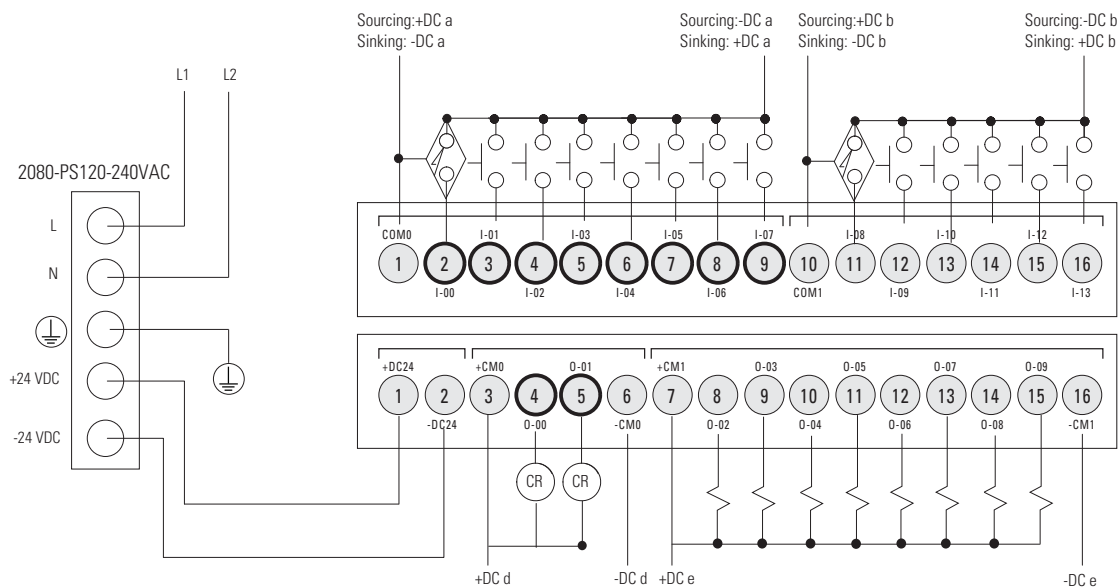 Sourcing:+DC a
Sinking: -DC a
Sourcing:-DC a
Sinking: +DC a
Sourcing:+DC b
Sinking: -DC b
Sourcing:-DC b
Sinking: +DC b
L1
L2
2080-PS120-240VAC
L
N
+24 VDC
-24 VDC
COM0
I-01
I-03
I-05
I-07
I-08
I-10
I-12
1
2
3
4
5
6
7
8
9
10
11
12
13
14
15
16
I-00
I-02
I-04
I-06
COM1
I-09
I-11
I-13
+DC24
+CM0
O-01
+CM1
O-03
O-05
O-07
O-09
1
2
3
4
5
6
7
8
9
10
11
12
13
14
15
16
-DC24
O-00
-CM0
O-02
O-04
O-06
O-08
-CM1
CR
CR
+DC d
-DC d
+DC e
-DC e